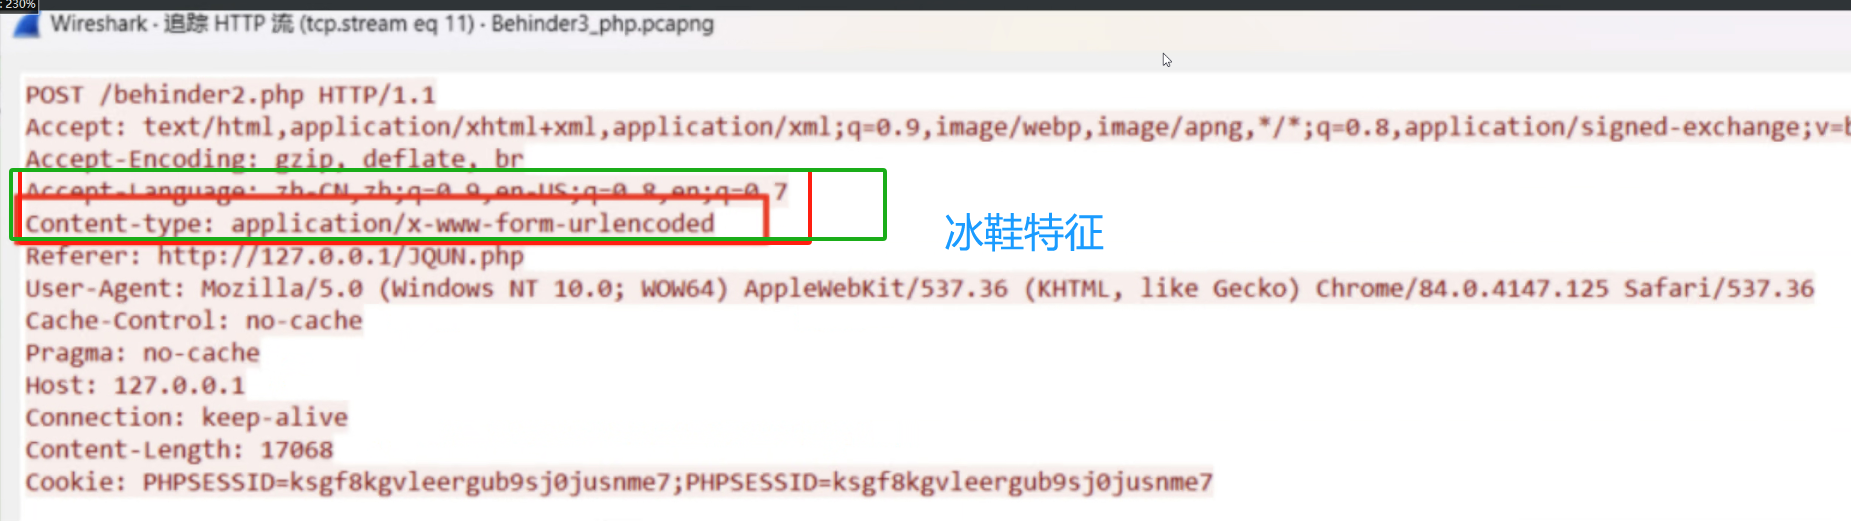 : 230%
Wireshark · 追踪 HTTP 流 (tcp.stream eq 11) · Behinder3_php.pcapng
POST /behinder2.php HTTP/1.1
Accept: text/html,application/xhtml+xml,application/xml;q=0.9,image/webp,image/apng,*/*;q=0.8,application/signed-exchange;v=b
Accept-Encoding: gzip, deflate, br
Accept-Language: zh-CN,zh;q=0.9,en-US;q=0.8,en;q=0.7
Content-type: application/x-www-form-urlencoded
冰鞋特征
Referer: http://127.0.0.1/JQUN.php
User-Agent: Mozilla/5.0 (Windows NT 10.0; WOW64) AppleWebKit/537.36 (KHTML, like Gecko) Chrome/84.0.4147.125 Safari/537.36
Cache-Control: no-cache
Pragma: no-cache
Host: 127.0.0.1
Connection: keep-alive
Content-Length: 17068
Cookie: PHPSESSID=ksgf8kgvleergub9sj0jusnme7;PHPSESSID=ksgf8kgvleergub9sj0jusnme7